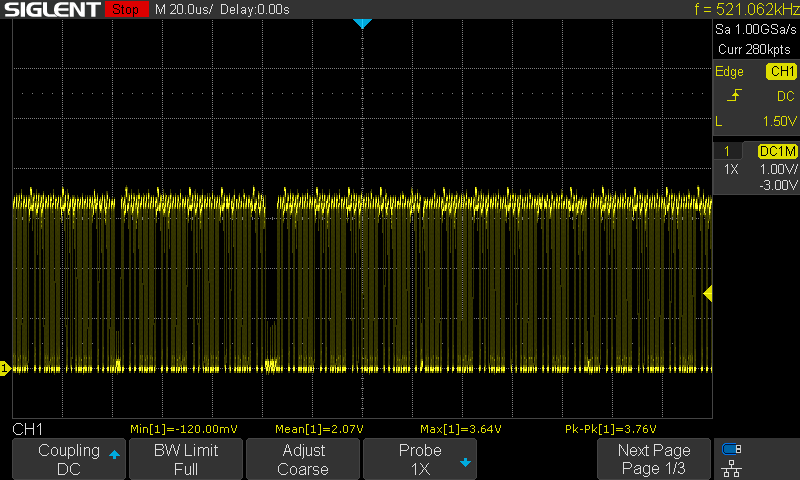 SIGLENT Stop M 20.0us/ Delay:0.00s f = 521.062kHz
Sa 1.00GSa/s
Curr 280kpts
Edge CH1
DC
L 1.50V
1 DC1M
1X 1.00V/
-3.00V
1
CH1 Min[1]=-120.00mV Mean[1]=2.07V Max[1]=3.64V Pk-Pk[1]=3.76V
Coupling BW Limit Adjust Probe Next Page
DC Full Coarse 1X Page 1/3